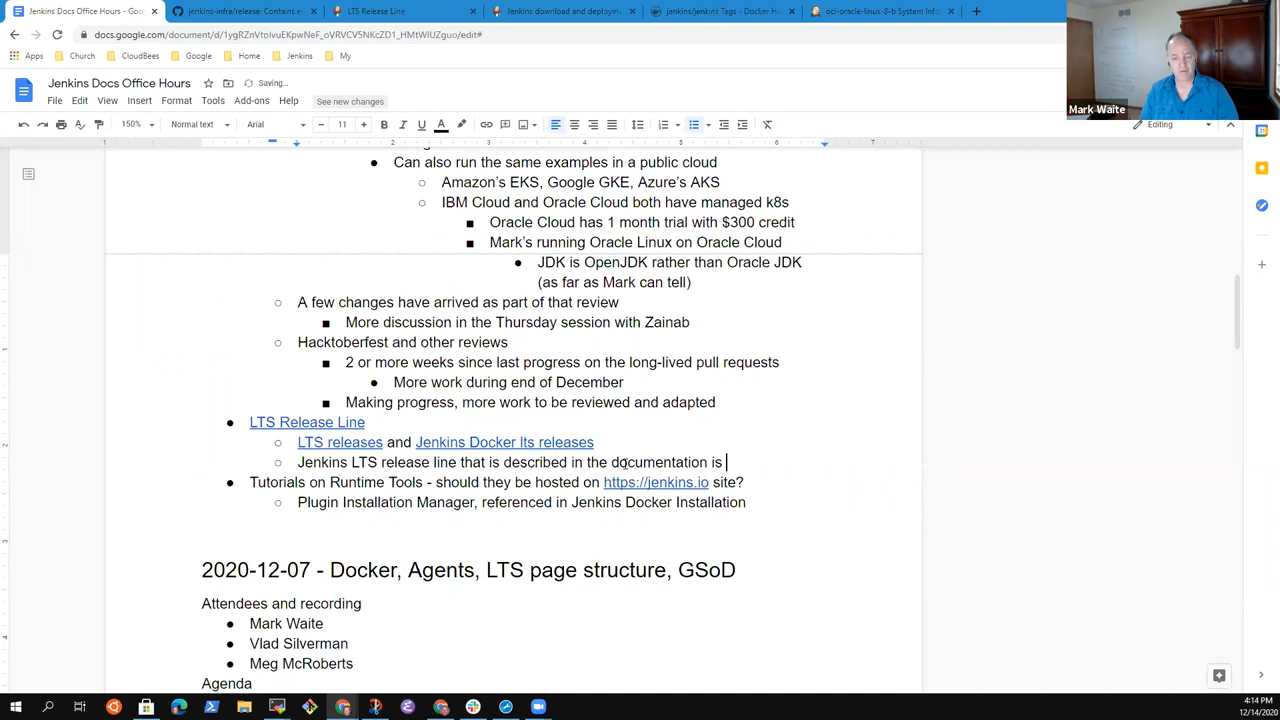 Jenkins Docs Office Hours - Goo
jenkins-infra/release: Contains e
LTS Release Line
Jenkins download and deployme
jenkins/jenkins Tags - Docker H
oci-oracle-linux-8-b System Info
docs.google.com/document/d/
Apps
Church
CloudBees
Google
Home
Jenkins
My
Mark Waite
Jenkins Docs Office Hours
Saving...
File Edit View Insert Format Tools Add-ons Help
See new changes
150%
Normal text
Arial
11
Editing
1 2 3 4 5 6 7
Can also run the same examples in a public cloud
Amazon's EKS, Google GKE, Azure's AKS
IBM Cloud and Oracle Cloud both have managed k8s
Oracle Cloud has 1 month trial with $300 credit
Mark's running Oracle Linux on Oracle Cloud
JDK is OpenJDK rather than Oracle JDK
(as far as Mark can tell)
A few changes have arrived as part of that review
More discussion in the Thursday session with Zainab
Hacktoberfest and other reviews
2 or more weeks since last progress on the long-lived pull requests
More work during end of December
Making progress, more work to be reviewed and adapted
LTS Release Line
LTS releases and Jenkins Docker lts releases
Jenkins LTS release line that is described in the documentation is
Tutorials on Runtime Tools - should they be hosted on https://jenkins.io site?
Plugin Installation Manager, referenced in Jenkins Docker Installation
2020-12-07 - Docker, Agents, LTS page structure, GSoD
Attendees and recording
Mark Waite
Vlad Silverman
Meg McRoberts
Agenda
4:14 PM
12/14/2020